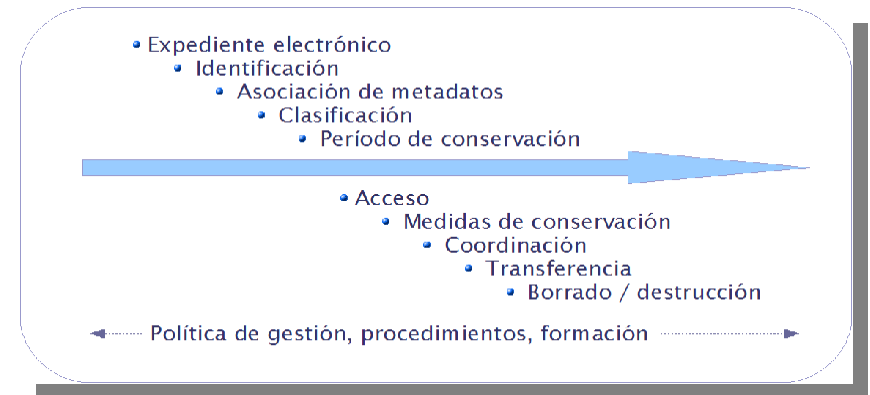 Expediente electrónico
Identificación
Asociación de metadatos
Clasificación
Período de conservación
Acceso
Medidas de conservación
Coordinación
Transferencia
Borrado / destrucción
Política de gestión, procedimientos, formación